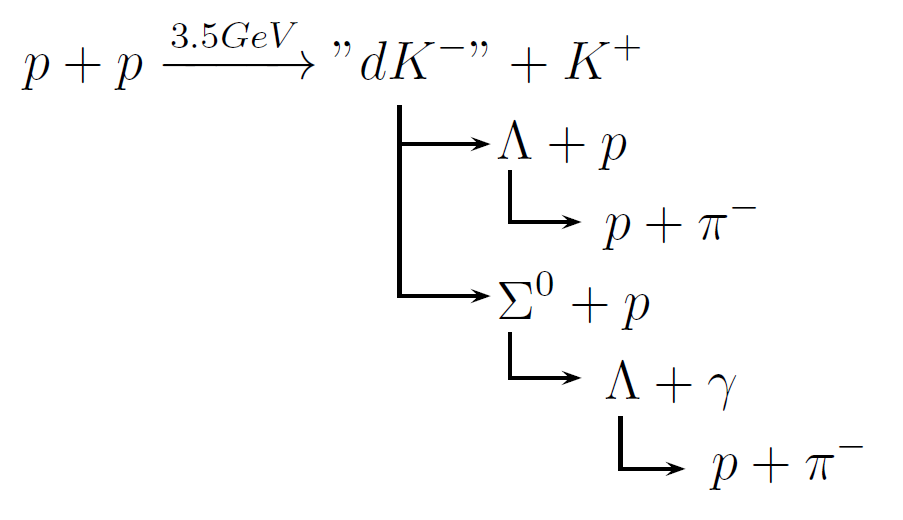 p + p 3.5GeV → "dK⁻" + K⁺
Λ + p
p + π⁻
Σ⁰ + p
Λ + γ
p + π⁻